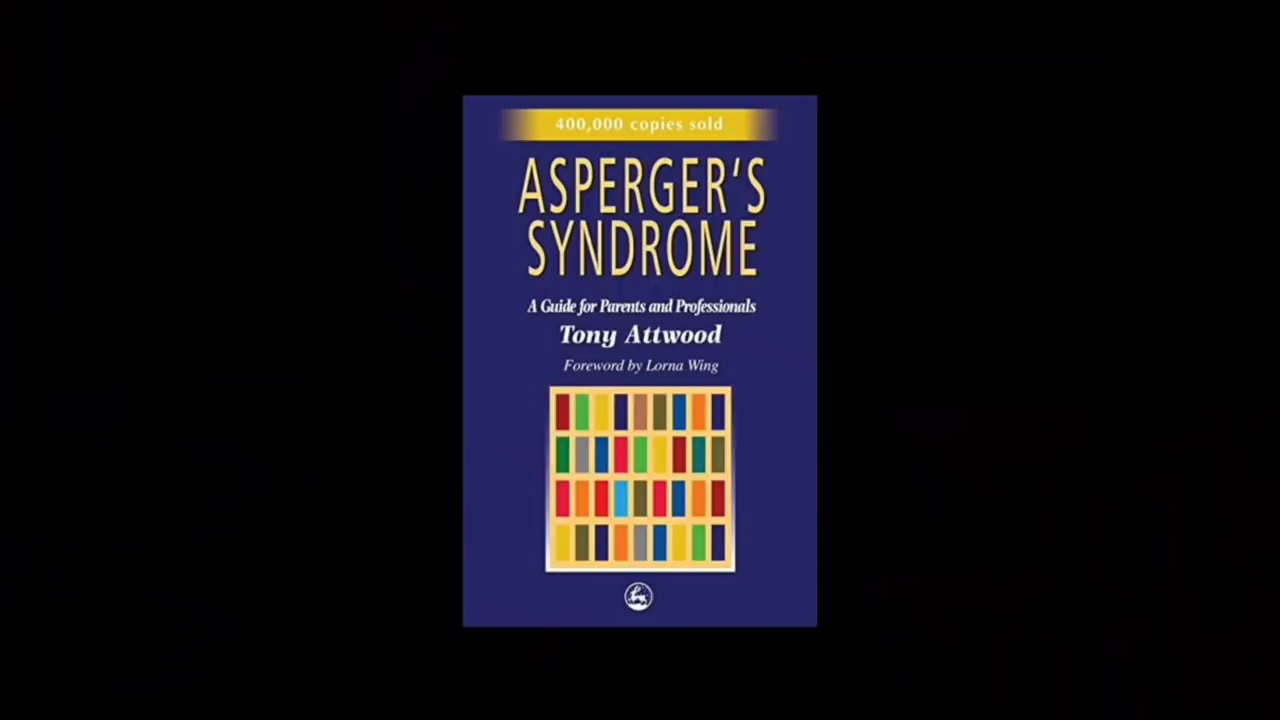 400,000 copies sold
ASPERGER‘S
SYNDROME
A Guide for Parents and Professionals
Tony Attwood
Foreword by Lorna Wing